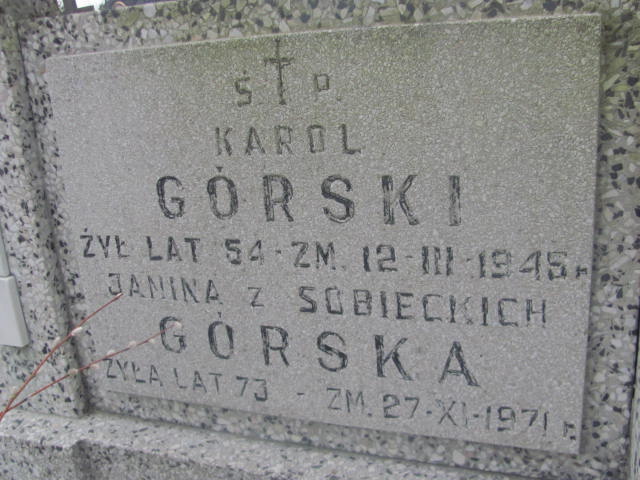 Ś † P.
KAROL
GÓRSKI
ŻYŁ LAT 54 - ZM. 12-III-1945 r.
JANINA Z SOBIECKICH
GÓRSKA
ŻYŁA LAT 73 - ZM. 27-XI-1971 r.